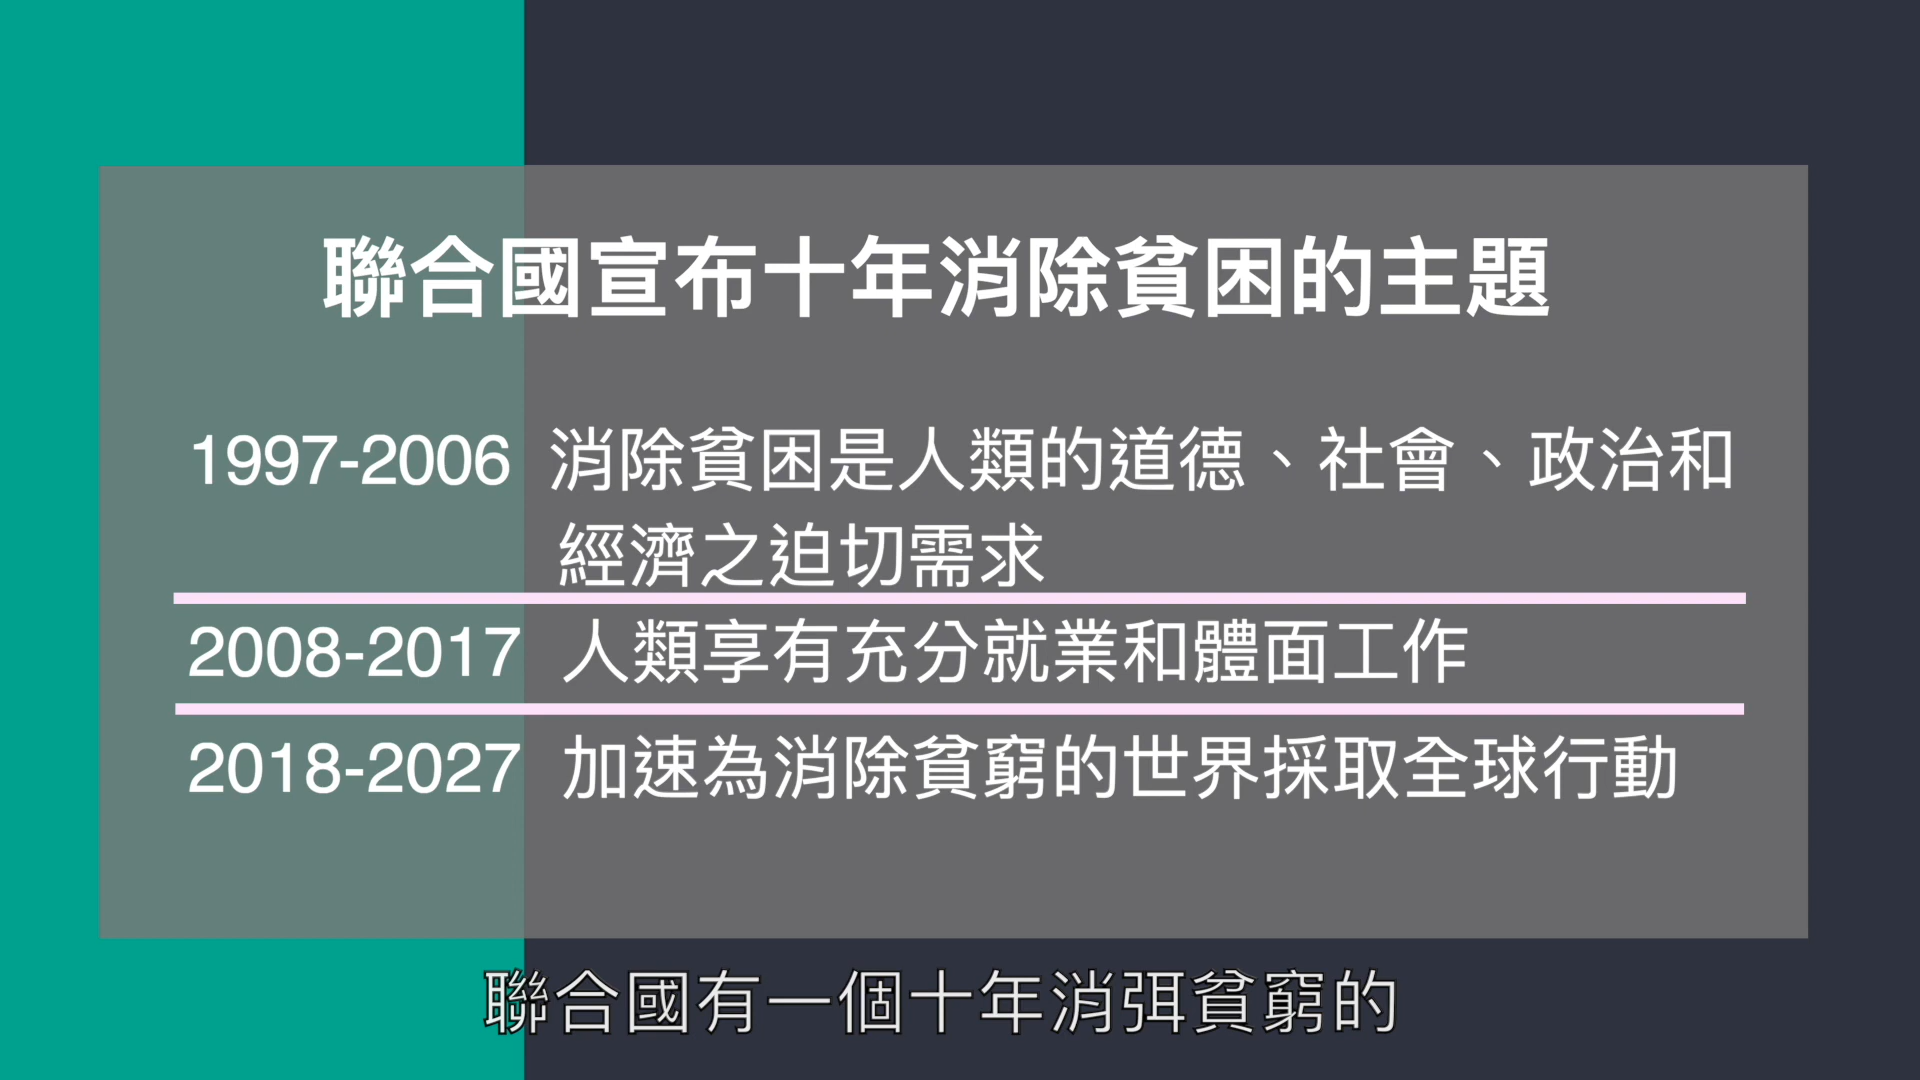 聯合國宣布十年消除貧困的主題
1997-2006 消除貧困是人類的道德、社會、政治和
經濟之迫切需求
2008-2017 人類享有充分就業和體面工作
2018-2027 加速為消除貧窮的世界採取全球行動
聯合國有一個十年消弭貧窮的